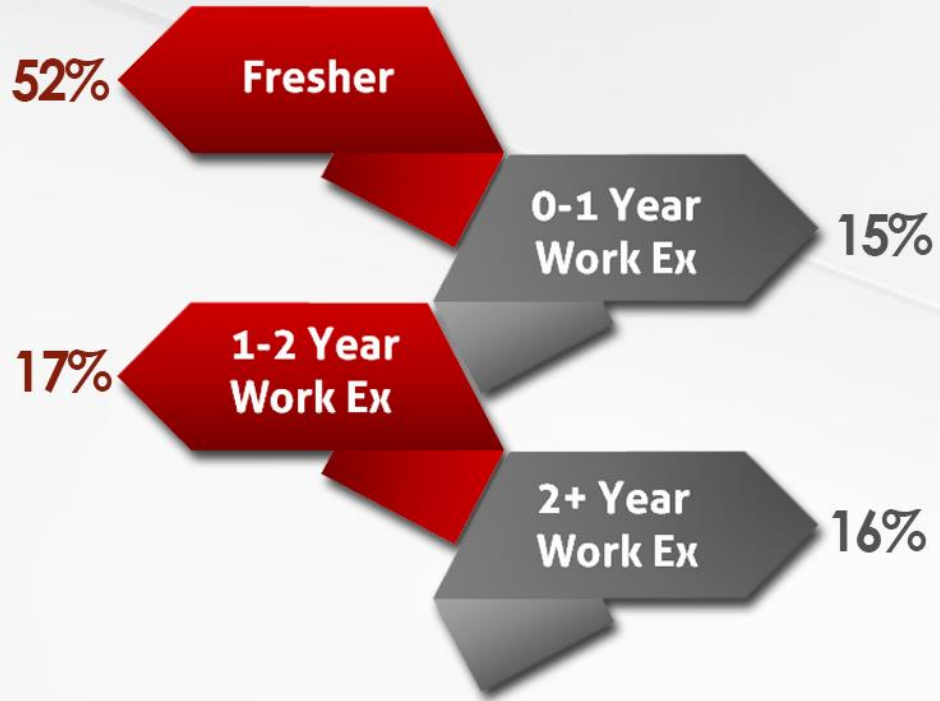 52%
Fresher
0-1 Year
Work Ex
15%
17%
1-2 Year
Work Ex
2+ Year
Work Ex
16%